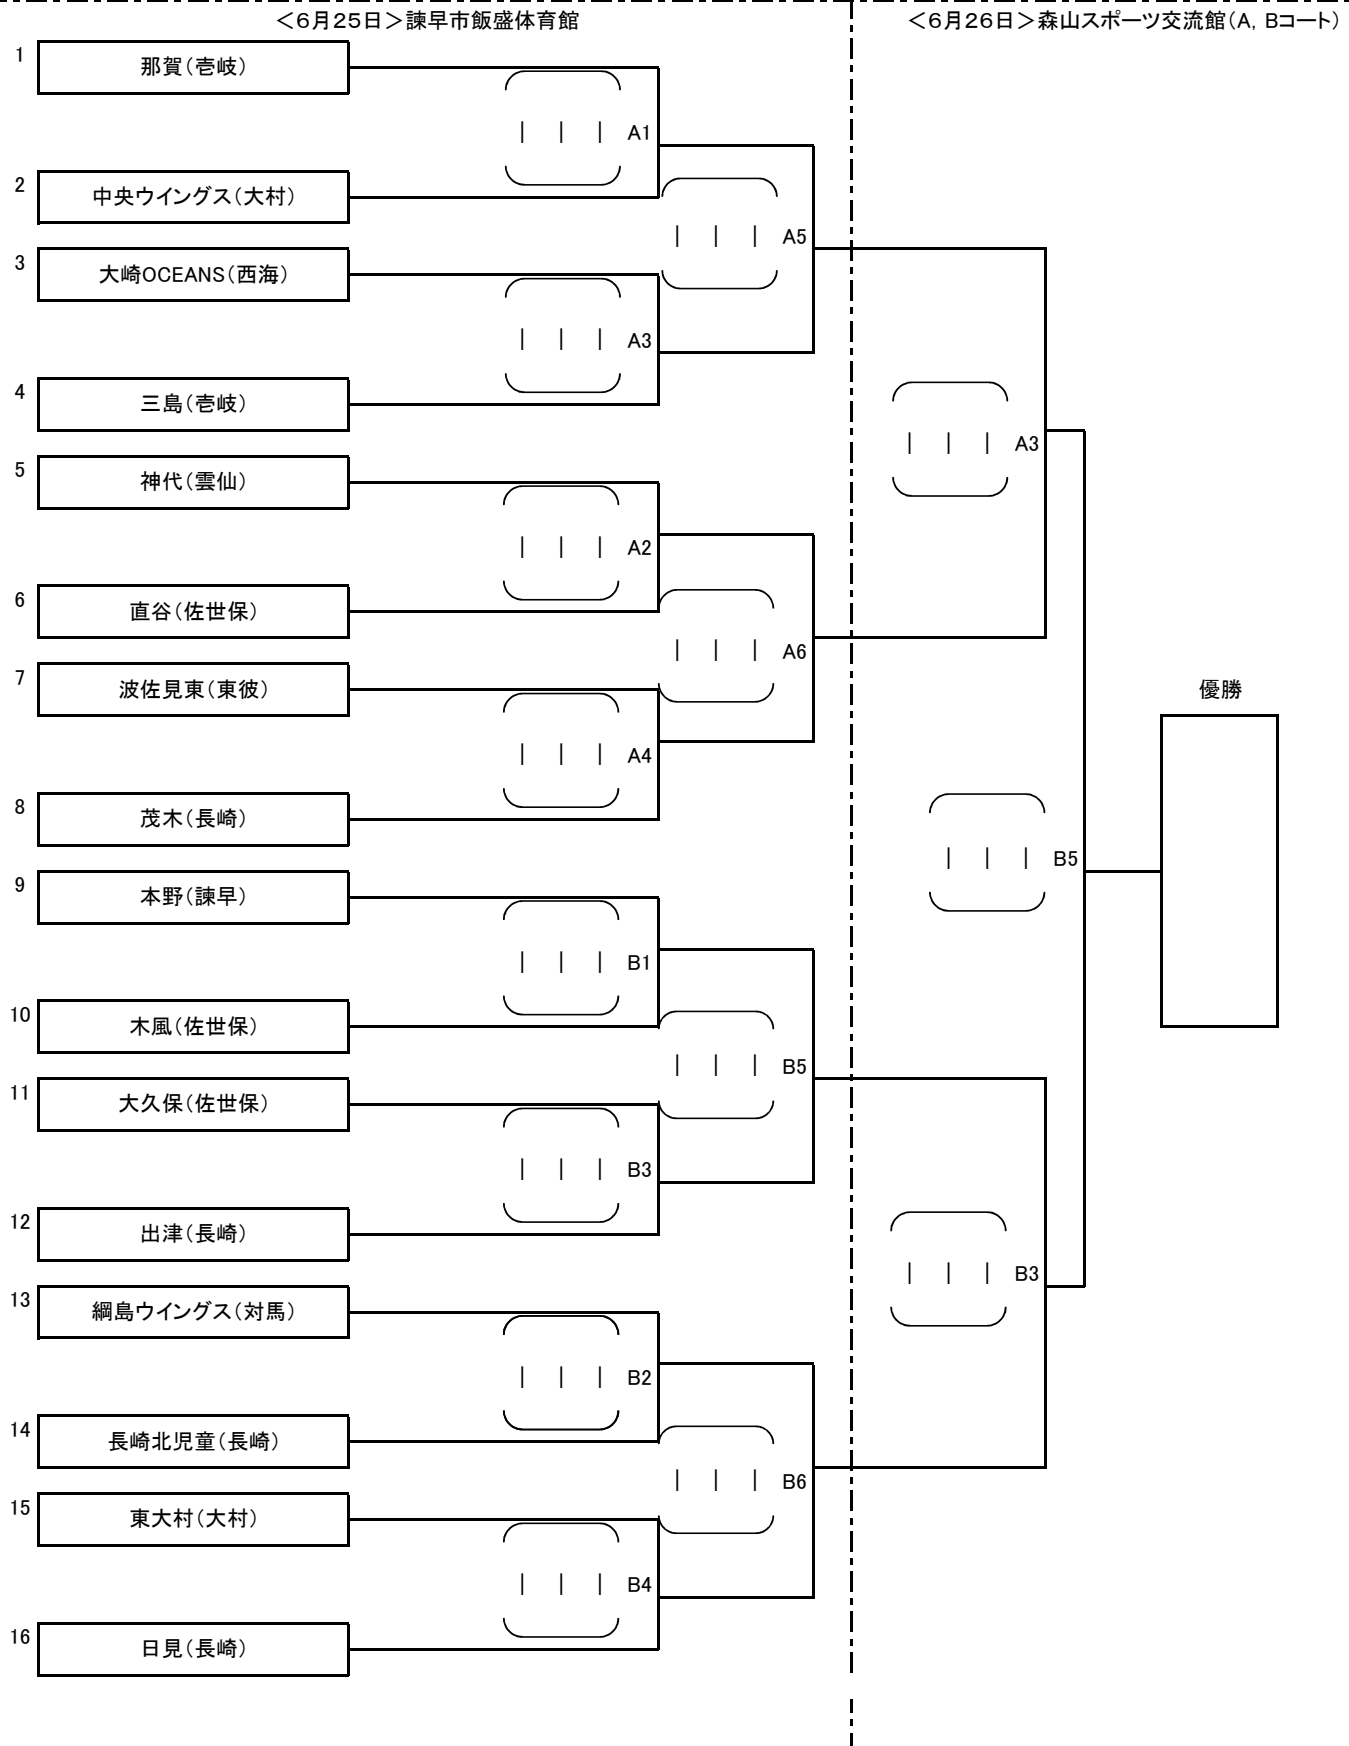 ＜6月25日＞諫早市飯盛体育館
＜6月26日＞森山スポーツ交流館（A，Bコート）
1
那賀（壱岐）
A1
2
中央ウイングス（大村）
A5
3
大崎OCEANS（西海）
A3
4
三島（壱岐）
A3
5
神代（雲仙）
A2
6
直谷（佐世保）
A6
7
波佐見東（東彼）
優勝
A4
8
茂木（長崎）
B5
9
本野（諫早）
B1
10
木風（佐世保）
B5
11
大久保（佐世保）
B3
12
出津（長崎）
B3
13
綱島ウイングス（対馬）
B2
14
長崎北児童（長崎）
B6
15
東大村（大村）
B4
16
日見（長崎）